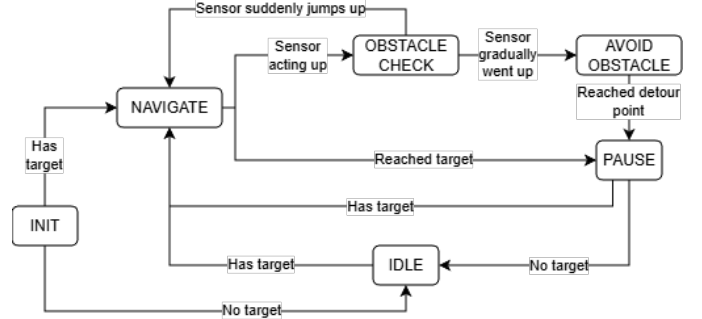 Sensor suddenly jumps up
Sensor
acting up
OBSTACLE
CHECK
Sensor
gradually
went up
AVOID
OBSTACLE
NAVIGATE
Reached detour
point
Has
target
Reached target
PAUSE
Has target
INIT
Has target
IDLE
No target
No target